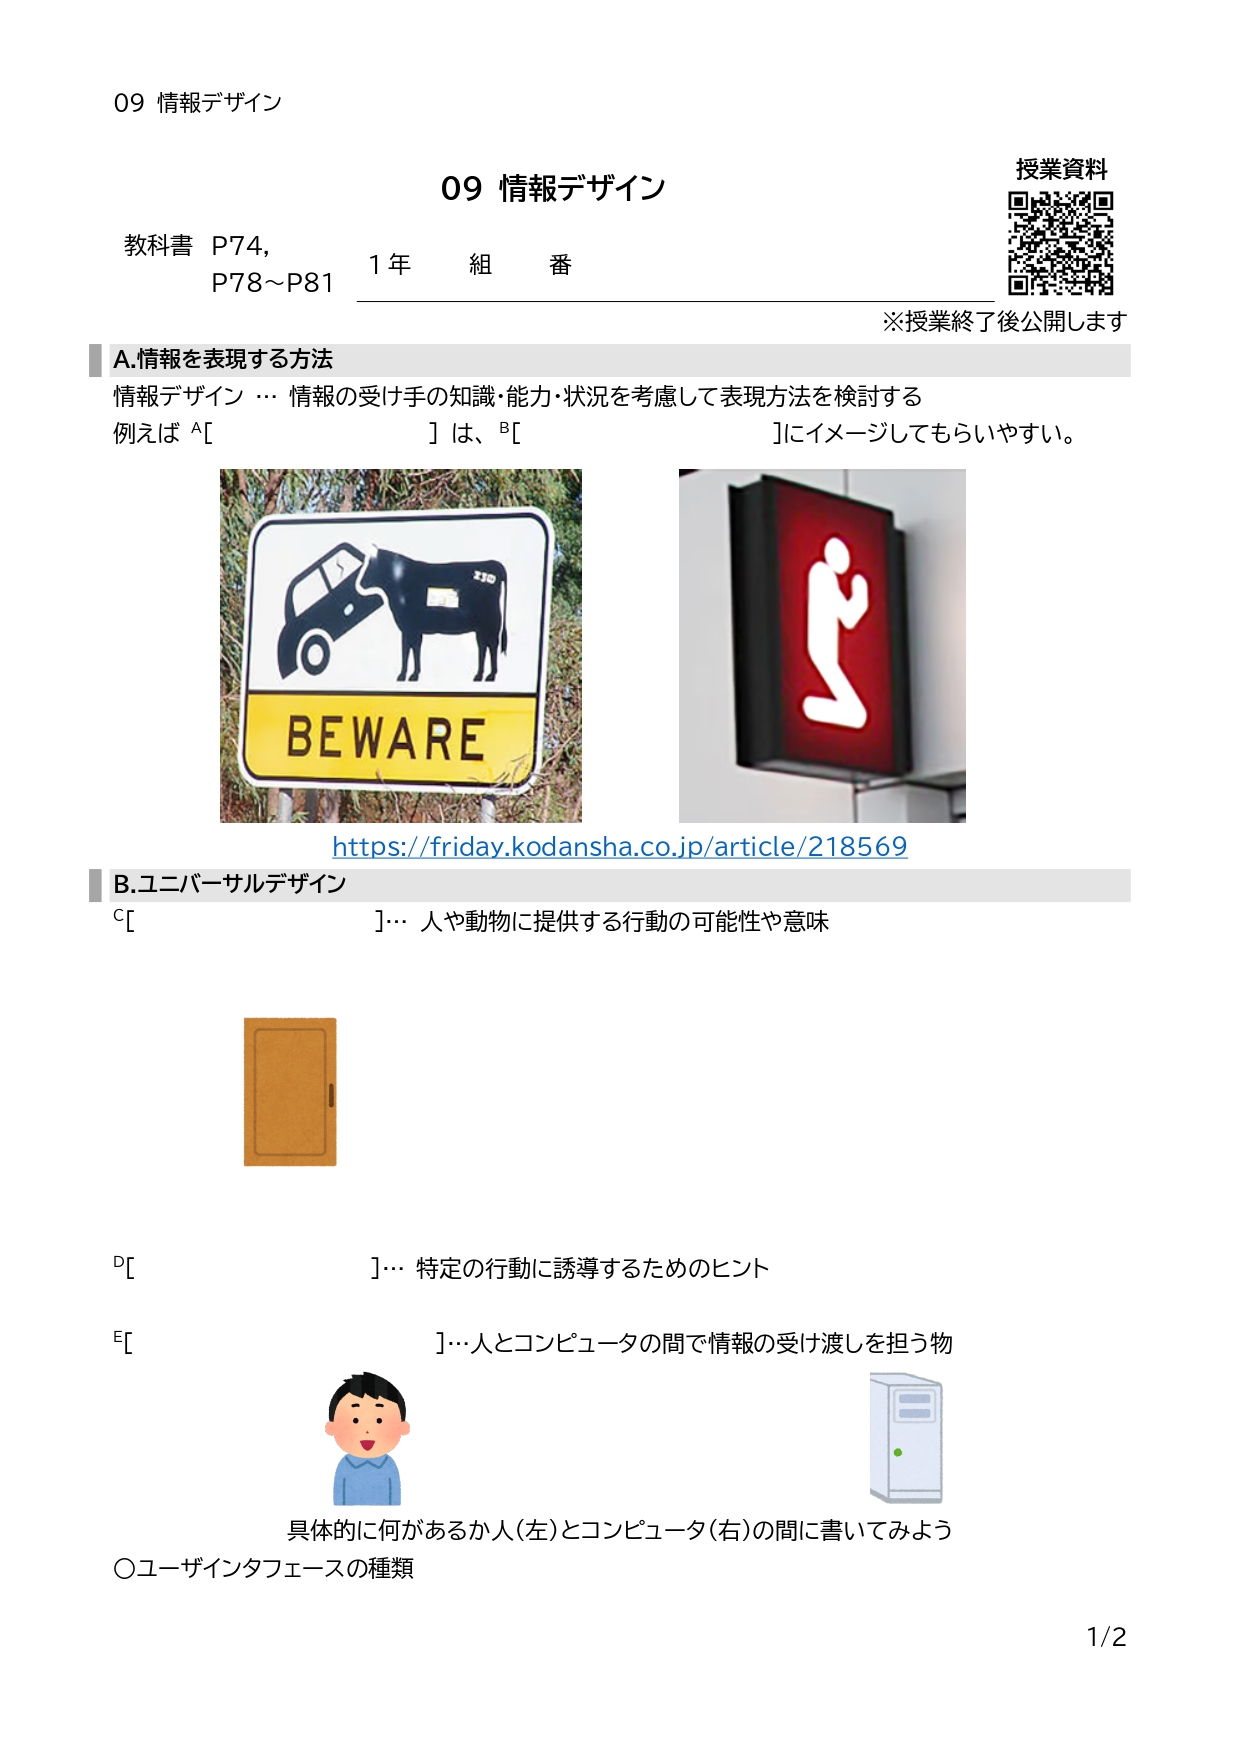 09 情報デザイン
授業資料
09 情報デザイン
教科書 P74,
P78～P81
1年 組 番
※授業終了後公開します
A.情報を表現する方法
情報デザイン … 情報の受け手の知識・能力・状況を考慮して表現方法を検討する
例えば A[ ] は、B[ ]にイメージしてもらいやすい。
BEWARE
https://friday.kodansha.co.jp/article/218569
B.ユニバーサルデザイン
C[ ]… 人や動物に提供する行動の可能性や意味
D[ ]… 特定の行動に誘導するためのヒント
E[ ]…人とコンピュータの間で情報の受け渡しを担う物
具体的に何があるか人（左）とコンピュータ（右）の間に書いてみよう
○ユーザインタフェースの種類
1/2